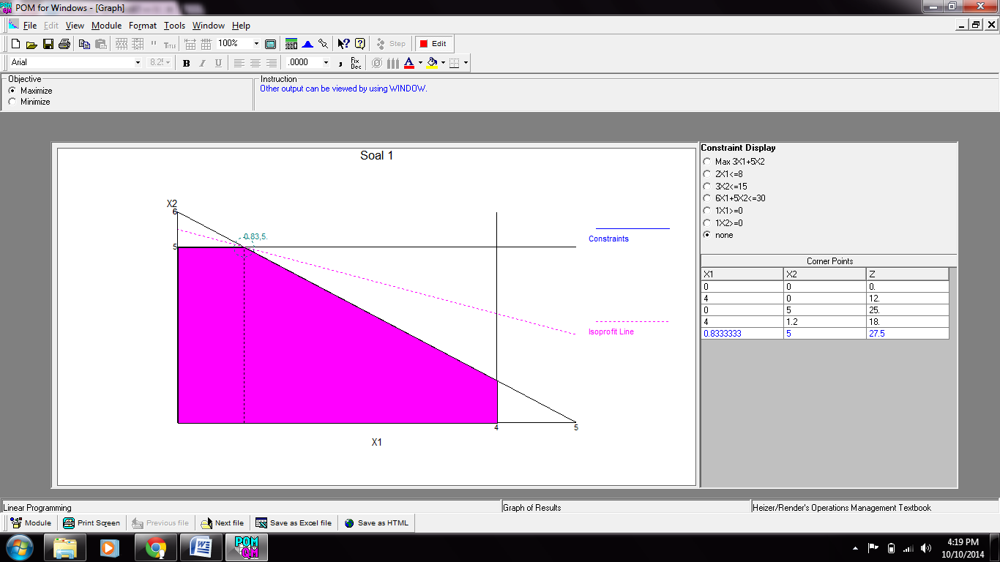 POM for Windows - [Graph]
File Edit View Module Format Tools Window Help
TITLE 100% Step Edit
Arial 8.25 B I U .0000 , Fix Dec A
Objective
Maximize
Minimize
Instruction
Other output can be viewed by using WINDOW.
Soal 1
X2
6
0.83,5.
5
4
5
X1
Constraints
Isoprofit Line
Constraint Display
Max 3X1+5X2
2X1<=8
3X2<=15
6X1+5X2<=30
1X1>=0
1X2>=0
none
Corner Points
X1 X2 Z
0 0 0.
4 0 12.
0 5 25.
4 1.2 18.
0.8333333 5 27.5
Linear Programming Graph of Results Heizer/Render's Operations Management Textbook
Module Print Screen Previous file Next file Save as Excel file Save as HTML
POM QM
4:19 PM
10/10/2014